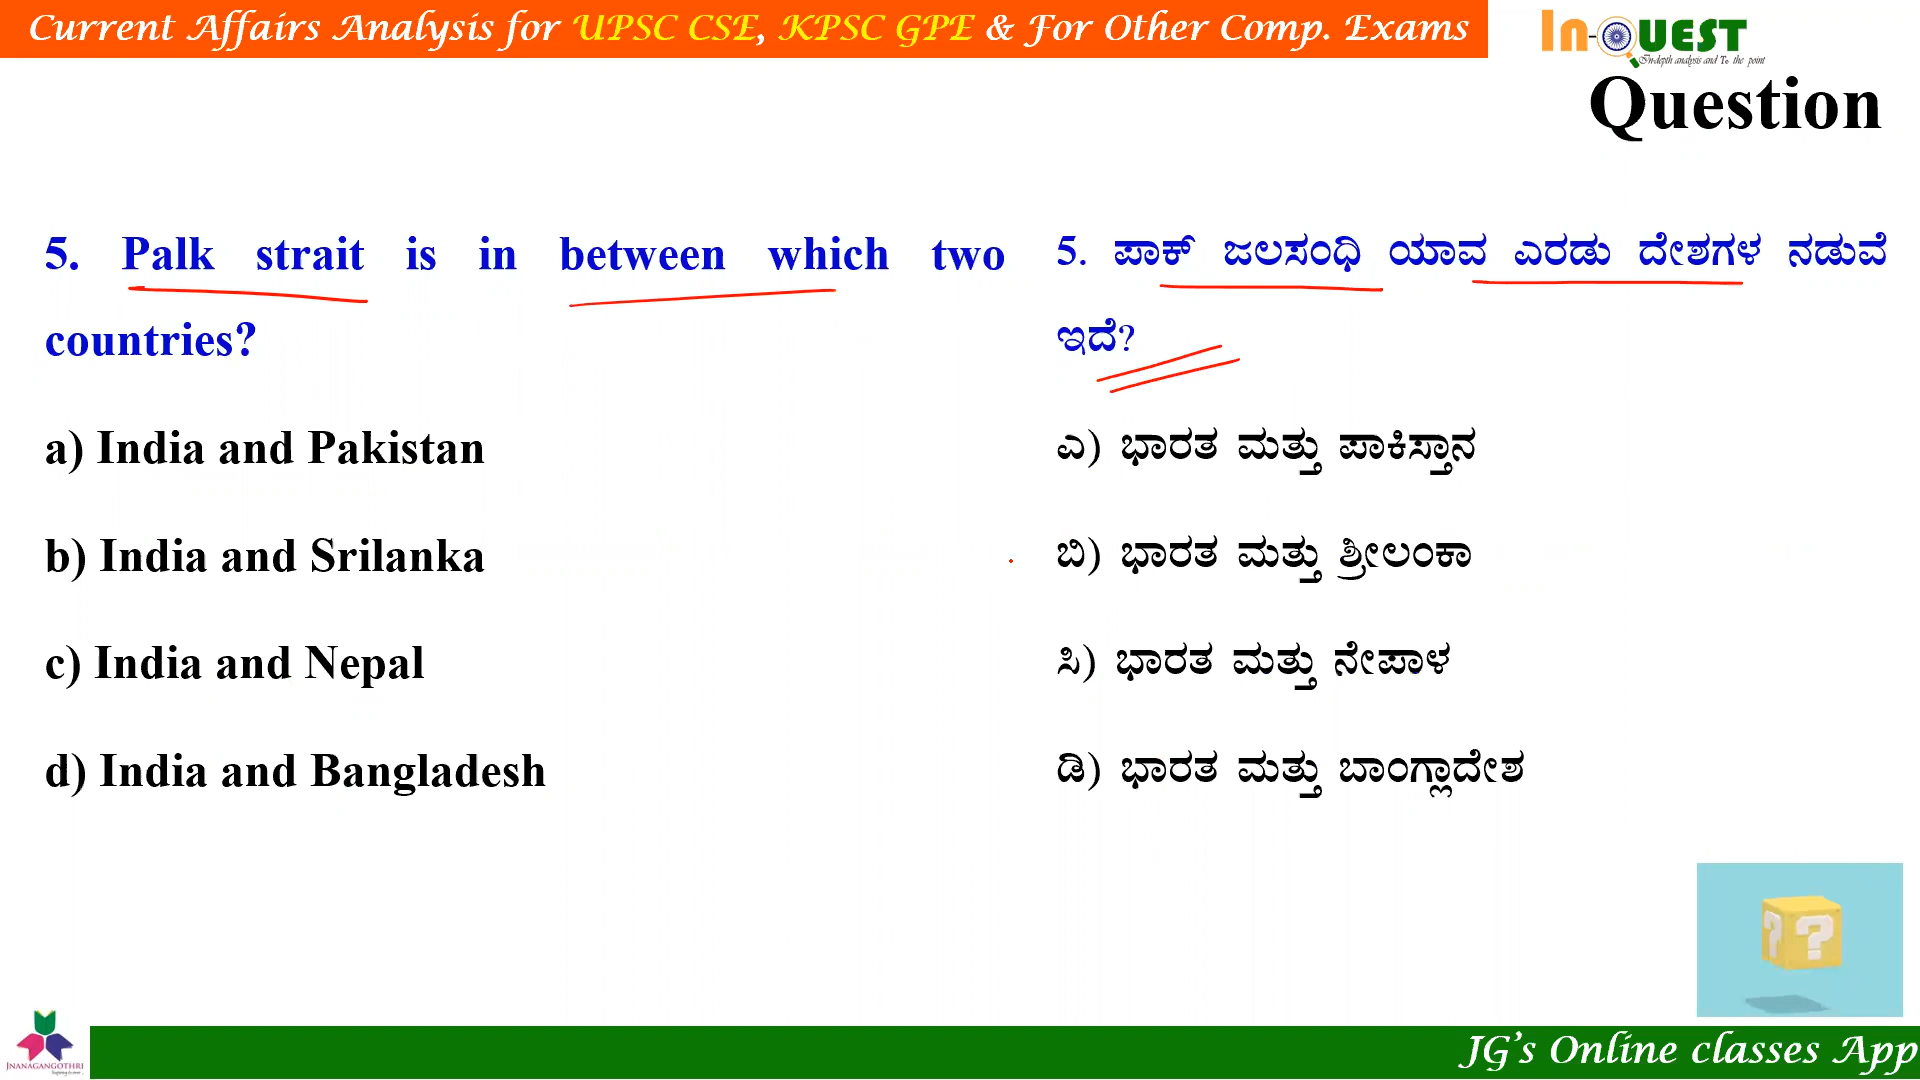 Current Affairs Analysis for UPSC CSE, KPSC GPE & For Other Comp. Exams
In-QUEST
In-depth analysis and To the point
Question
5. Palk strait is in between which two
countries?
a) India and Pakistan
b) India and Srilanka
c) India and Nepal
d) India and Bangladesh
5. ಪಾಕ್ ಜಲಸಂಧಿ ಯಾವ ಎರಡು ದೇಶಗಳ ನಡುವೆ
ಇದೆ?
ಎ) ಭಾರತ ಮತ್ತು ಪಾಕಿಸ್ತಾನ
ಬಿ) ಭಾರತ ಮತ್ತು ಶ್ರೀಲಂಕಾ
ಸಿ) ಭಾರತ ಮತ್ತು ನೇಪಾಳ
ಡಿ) ಭಾರತ ಮತ್ತು ಬಾಂಗ್ಲಾದೇಶ
? ?
JNANAGANGOTHRI
JG's Online classes App